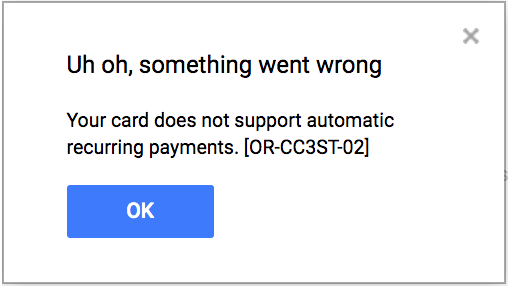 Uh oh, something went wrong
Your card does not support automatic
recurring payments. [OR-CC3ST-02]
OK